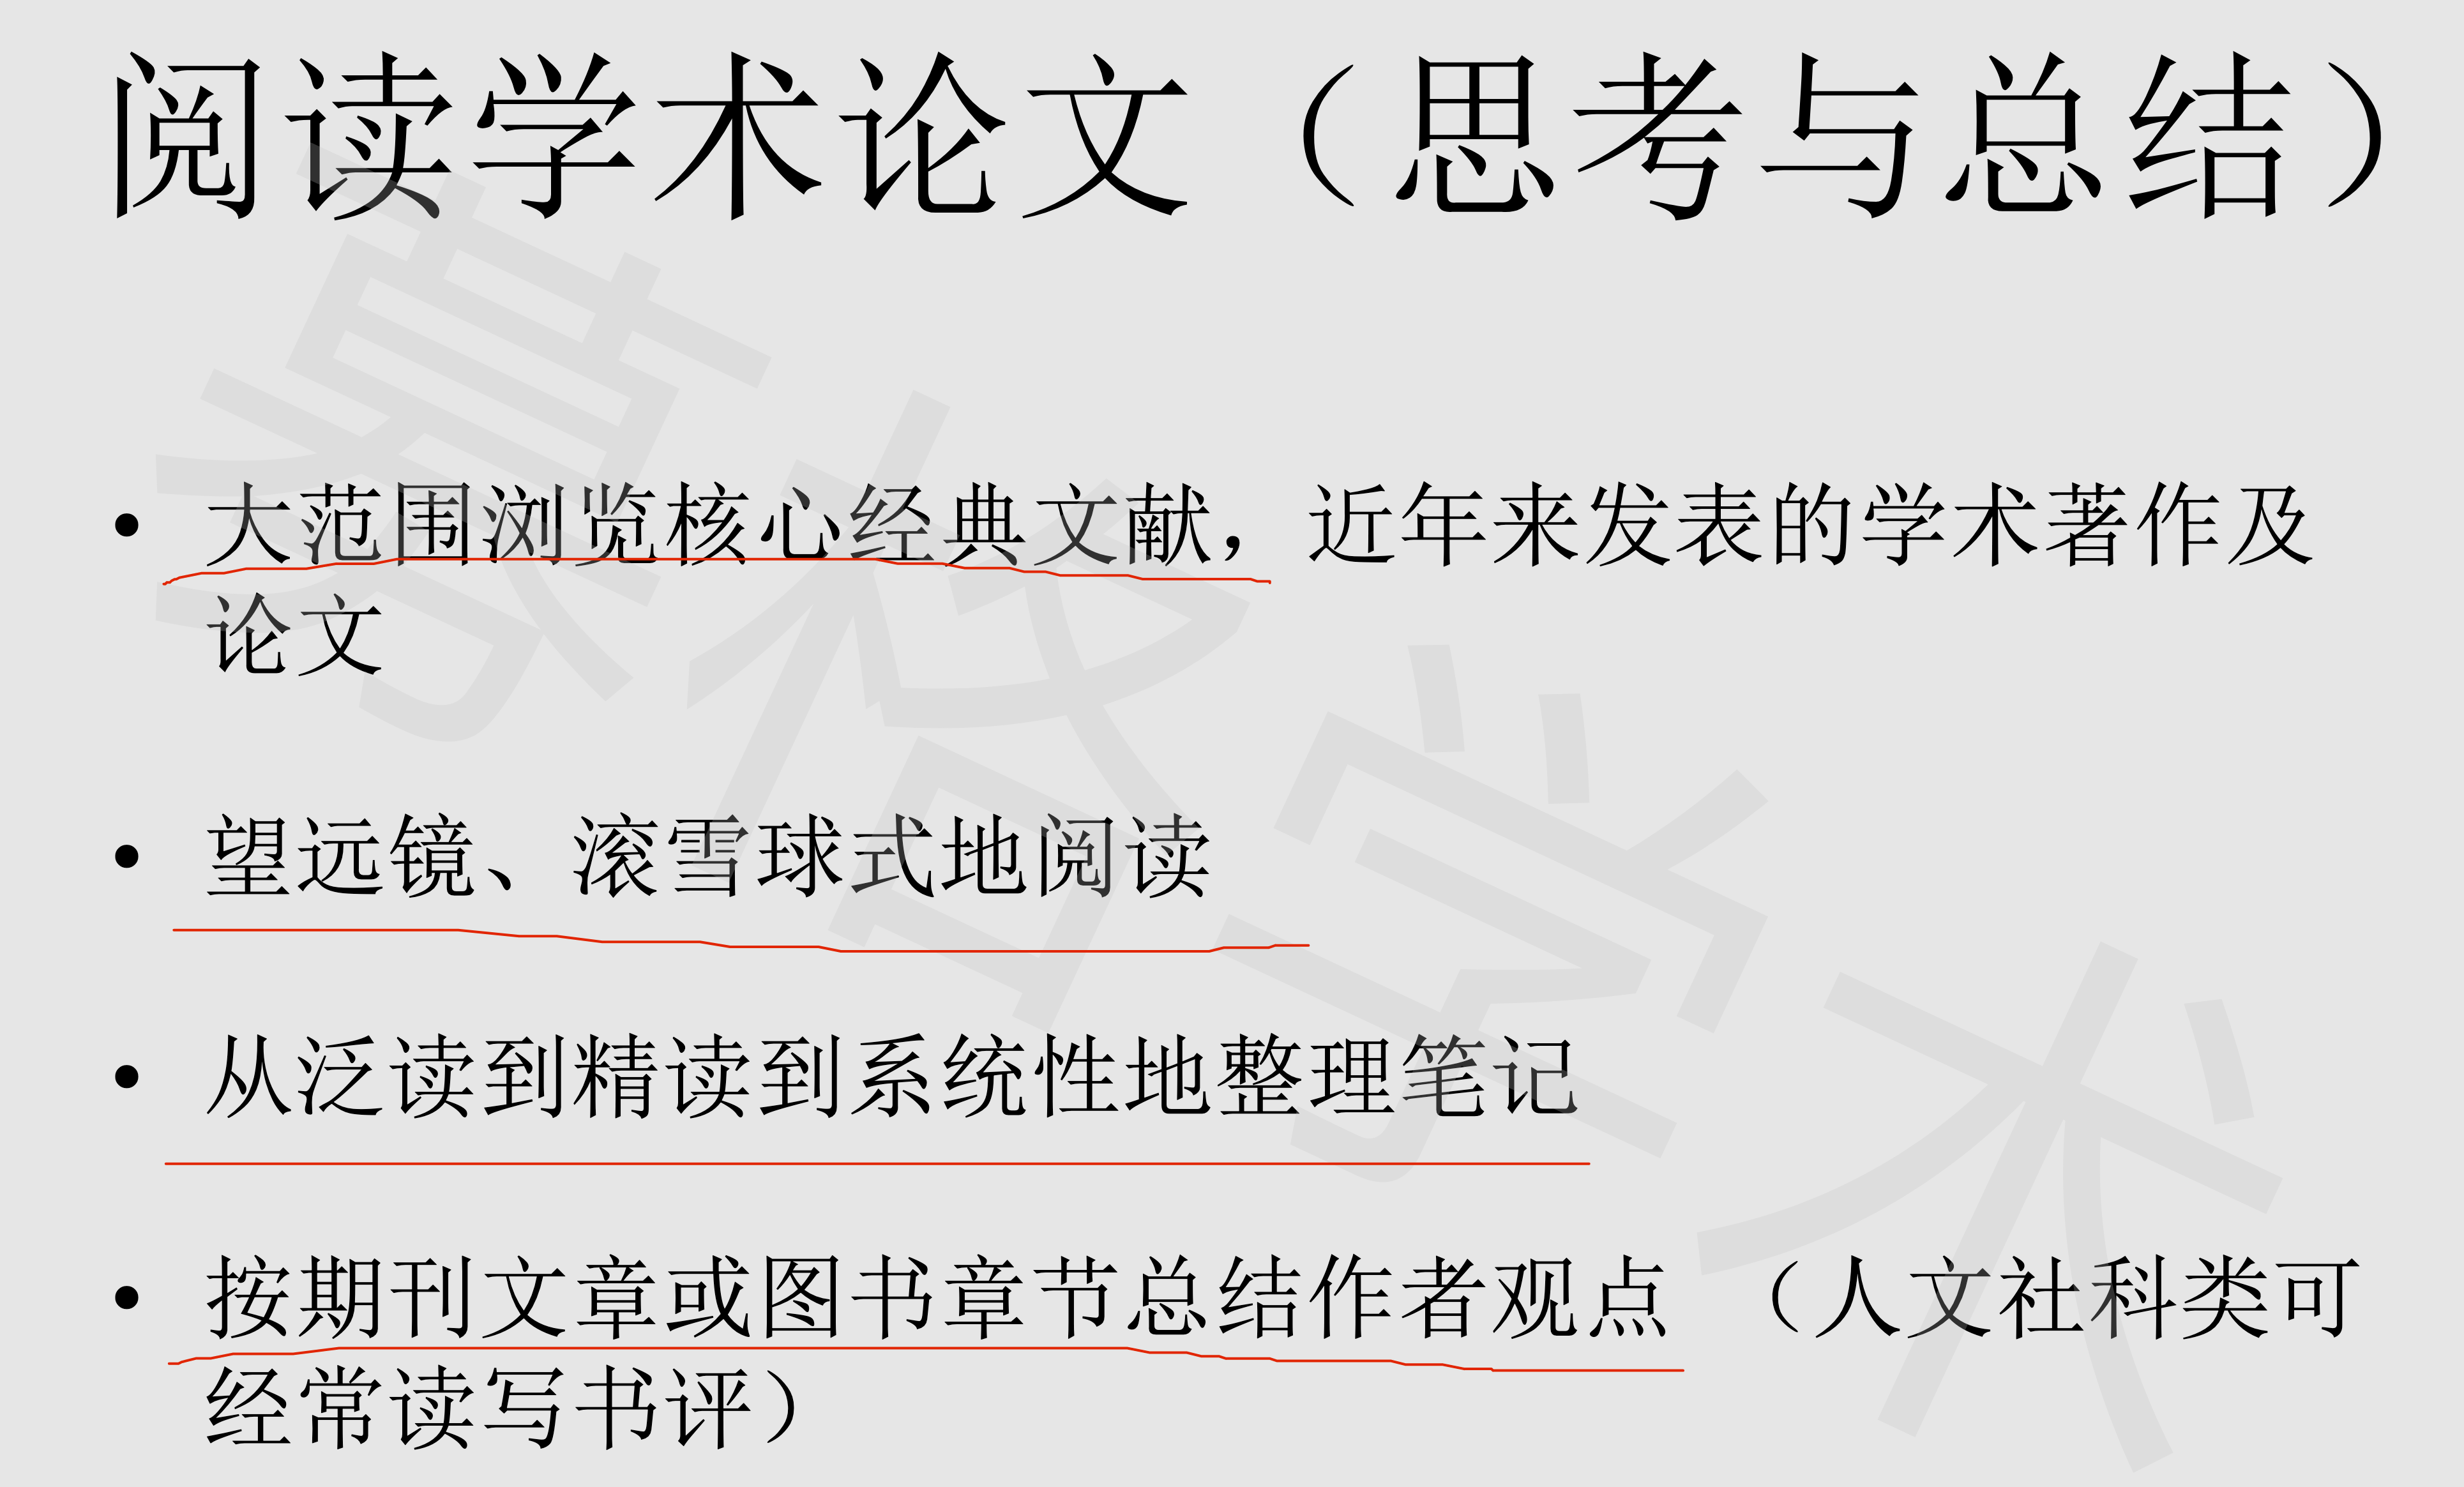 阅读学术论文（思考与总结）
• 大范围浏览核心经典文献，近年来发表的学术著作及
论文
• 望远镜、滚雪球式地阅读
• 从泛读到精读到系统性地整理笔记
• 按期刊文章或图书章节总结作者观点（人文社科类可
经常读写书评）
募格学术